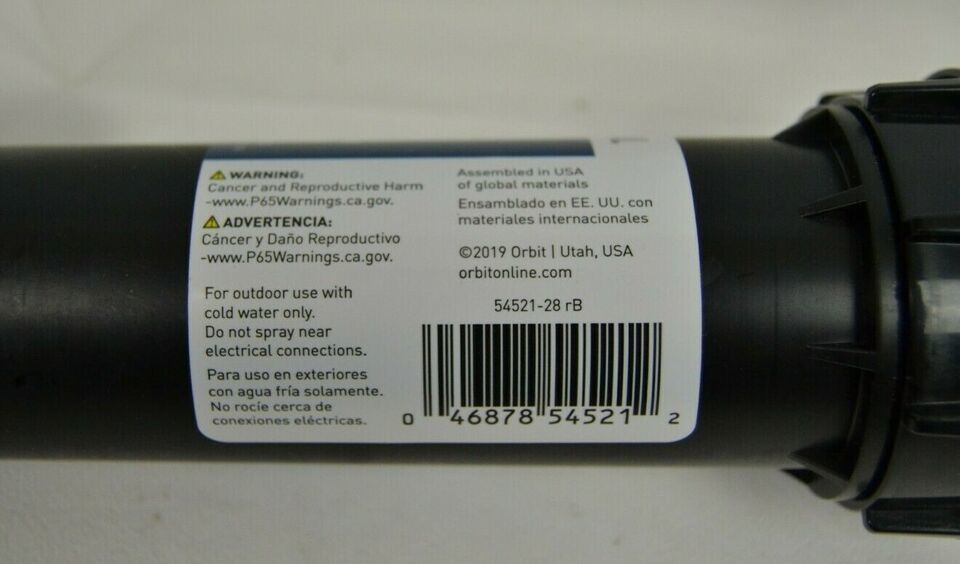 ⚠ WARNING:
Cancer and Reproductive Harm
-www.P65Warnings.ca.gov.
⚠ ADVERTENCIA:
Cáncer y Daño Reproductivo
-www.P65Warnings.ca.gov.
For outdoor use with
cold water only.
Do not spray near
electrical connections.
Para uso en exteriores
con agua fría solamente.
No rocíe cerca de
conexiones eléctricas.
Assembled in USA
of global materials
Ensamblado en EE. UU. con
materiales internacionales
©2019 Orbit | Utah, USA
orbitonline.com
54521-28 rB
0 46878 54521 2